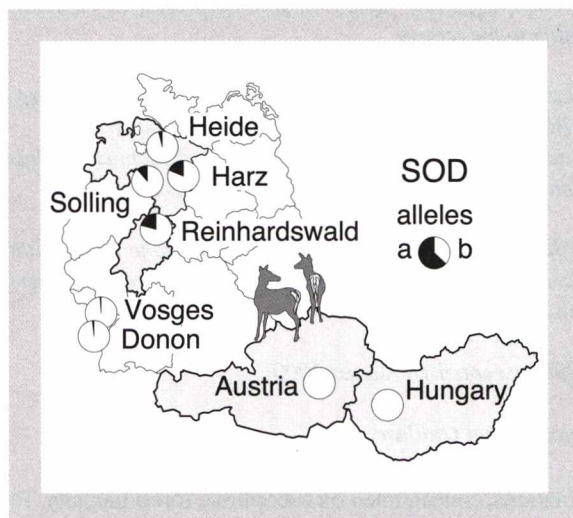 Heide
Harz
SOD
alleles
a b
Solling
Reinhardswald
Vosges
Donon
Austria
Hungary